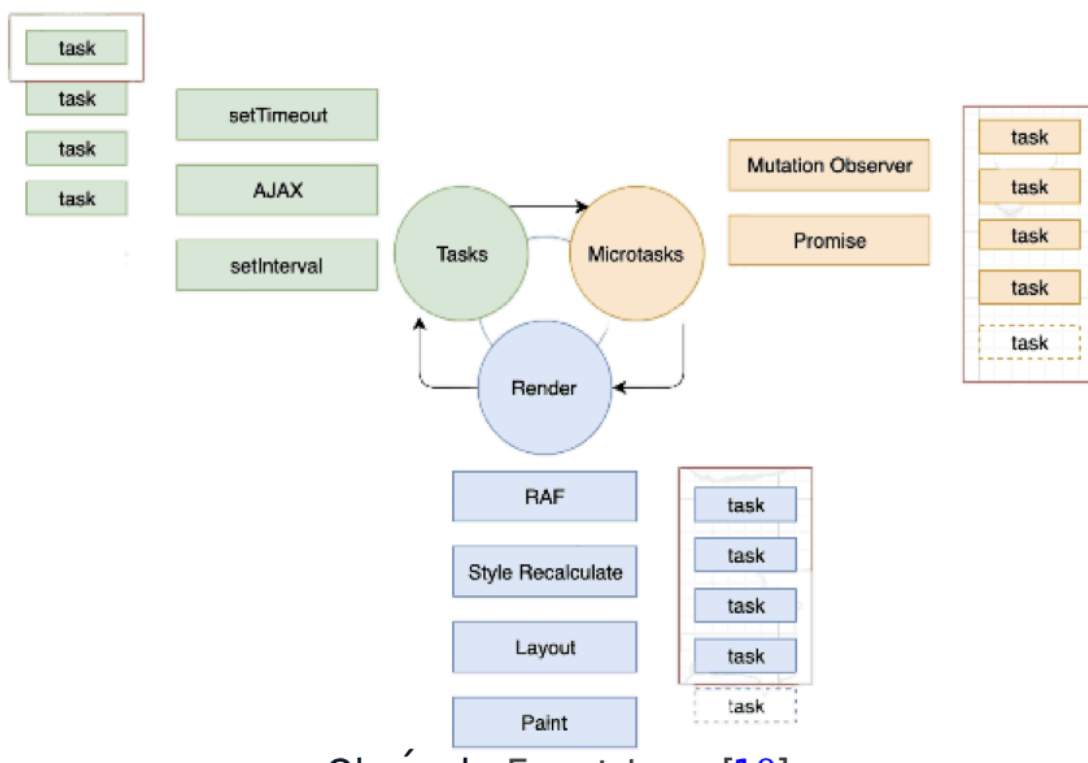 task
task
task
task
setTimeout
AJAX
setInterval
Tasks
Microtasks
Render
Mutation Observer
Promise
task
task
task
task
task
RAF
Style Recalculate
Layout
Paint
task
task
task
task
task